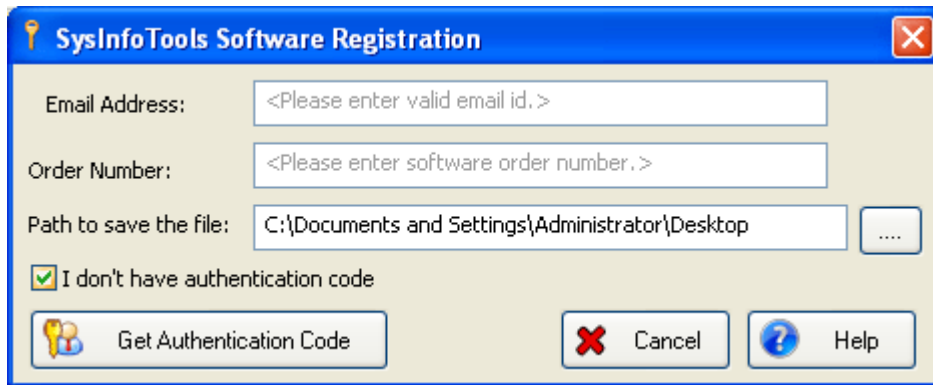 SysInfoTools Software Registration
Email Address: <Please enter valid email id.>
Order Number: <Please enter software order number.>
Path to save the file: C:\Documents and Settings\Administrator\Desktop ....
I don't have authentication code
Get Authentication Code Cancel Help